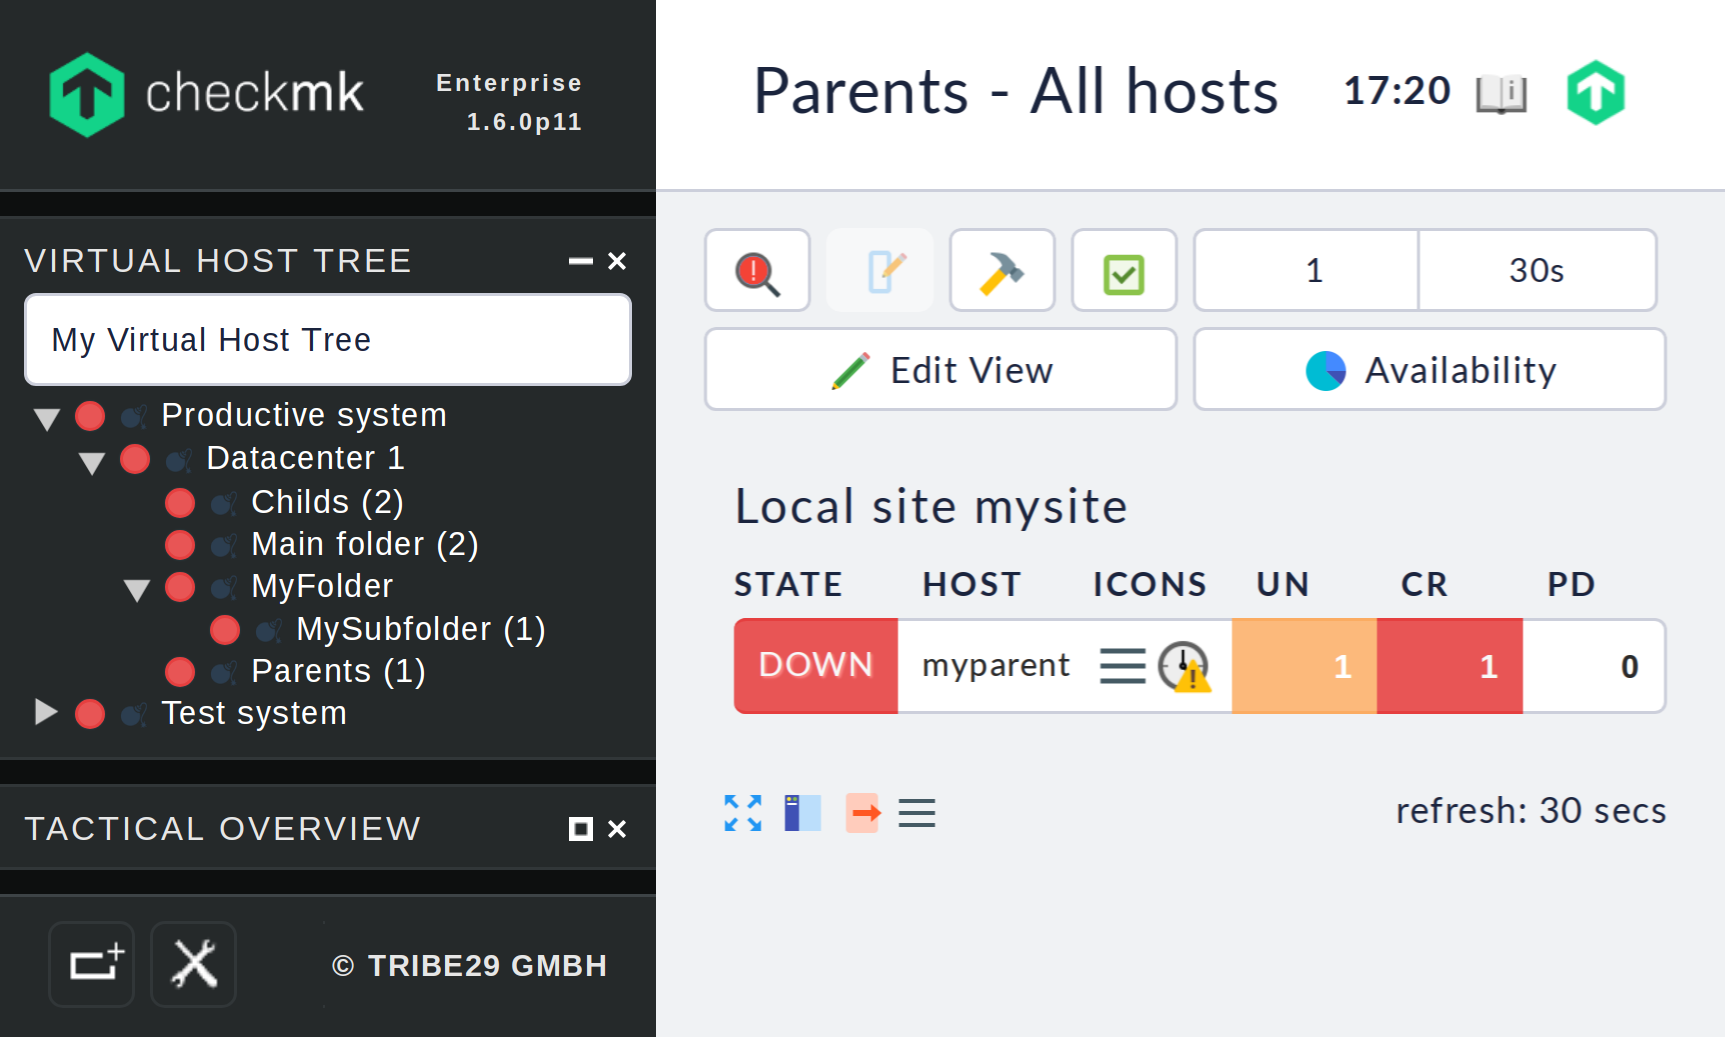 checkmk
Enterprise
1.6.0p11
VIRTUAL HOST TREE
My Virtual Host Tree
Productive system
Datacenter 1
Childs (2)
Main folder (2)
MyFolder
MySubfolder (1)
Parents (1)
Test system
TACTICAL OVERVIEW
© TRIBE29 GMBH
Parents - All hosts
17:20
1
30s
Edit View
Availability
Local site mysite
STATE HOST ICONS UN CR PD
DOWN myparent 1 1 0
refresh: 30 secs